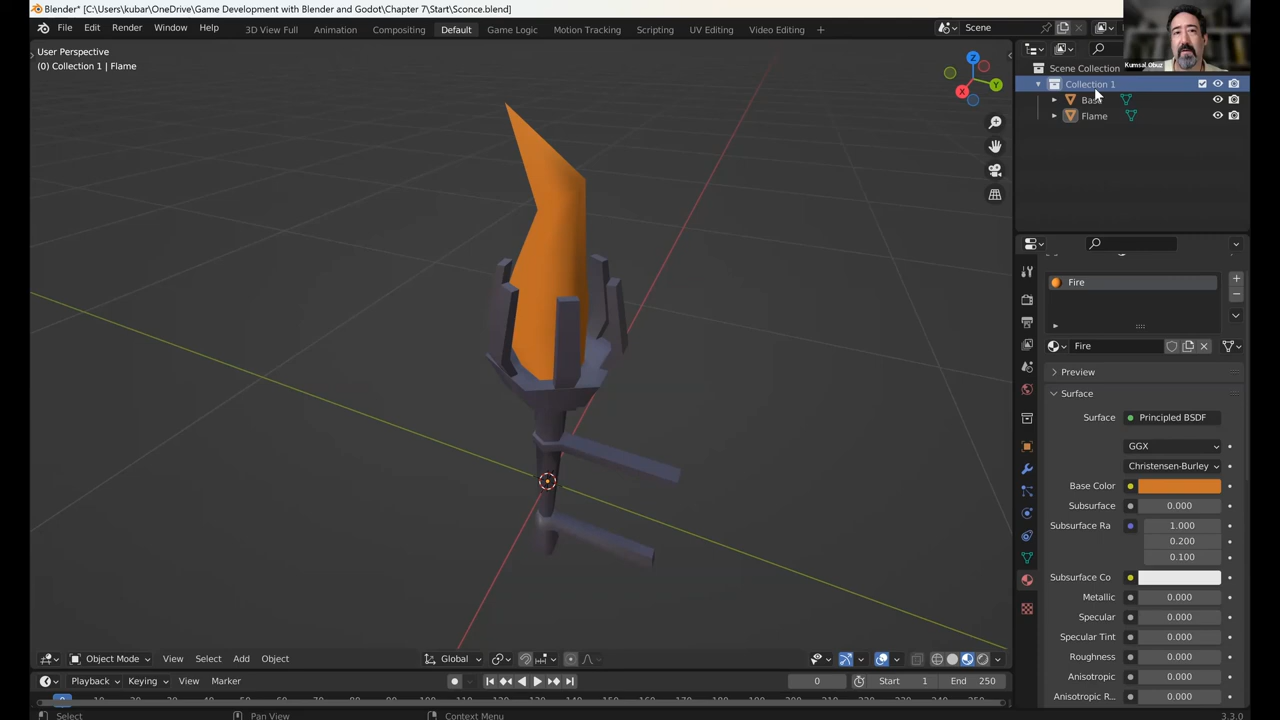 Blender* [C:\Users\kubar\OneDrive\Game Development with Blender and Godot\Chapter 7\Start\Sconce.blend]
File Edit Render Window Help 3D View Full Animation Compositing Default Game Logic Motion Tracking Scripting UV Editing Video Editing + Scene
User Perspective
(0) Collection 1 | Flame
Z
Y
X
Kumsal Obuz
Scene Collection
Collection 1
Base
Flame
Fire
Fire
Preview
Surface
Surface Principled BSDF
GGX
Christensen-Burley
Base Color
Subsurface 0.000
Subsurface Ra 1.000
0.200
0.100
Subsurface Co
Metallic 0.000
Specular 0.000
Specular Tint 0.000
Roughness 0.000
Anisotropic 0.000
Anisotropic R... 0.000
Object Mode View Select Add Object Global
Playback Keying View Marker 0 Start 1 End 250
0
Select Pan View Context Menu 3.3.0